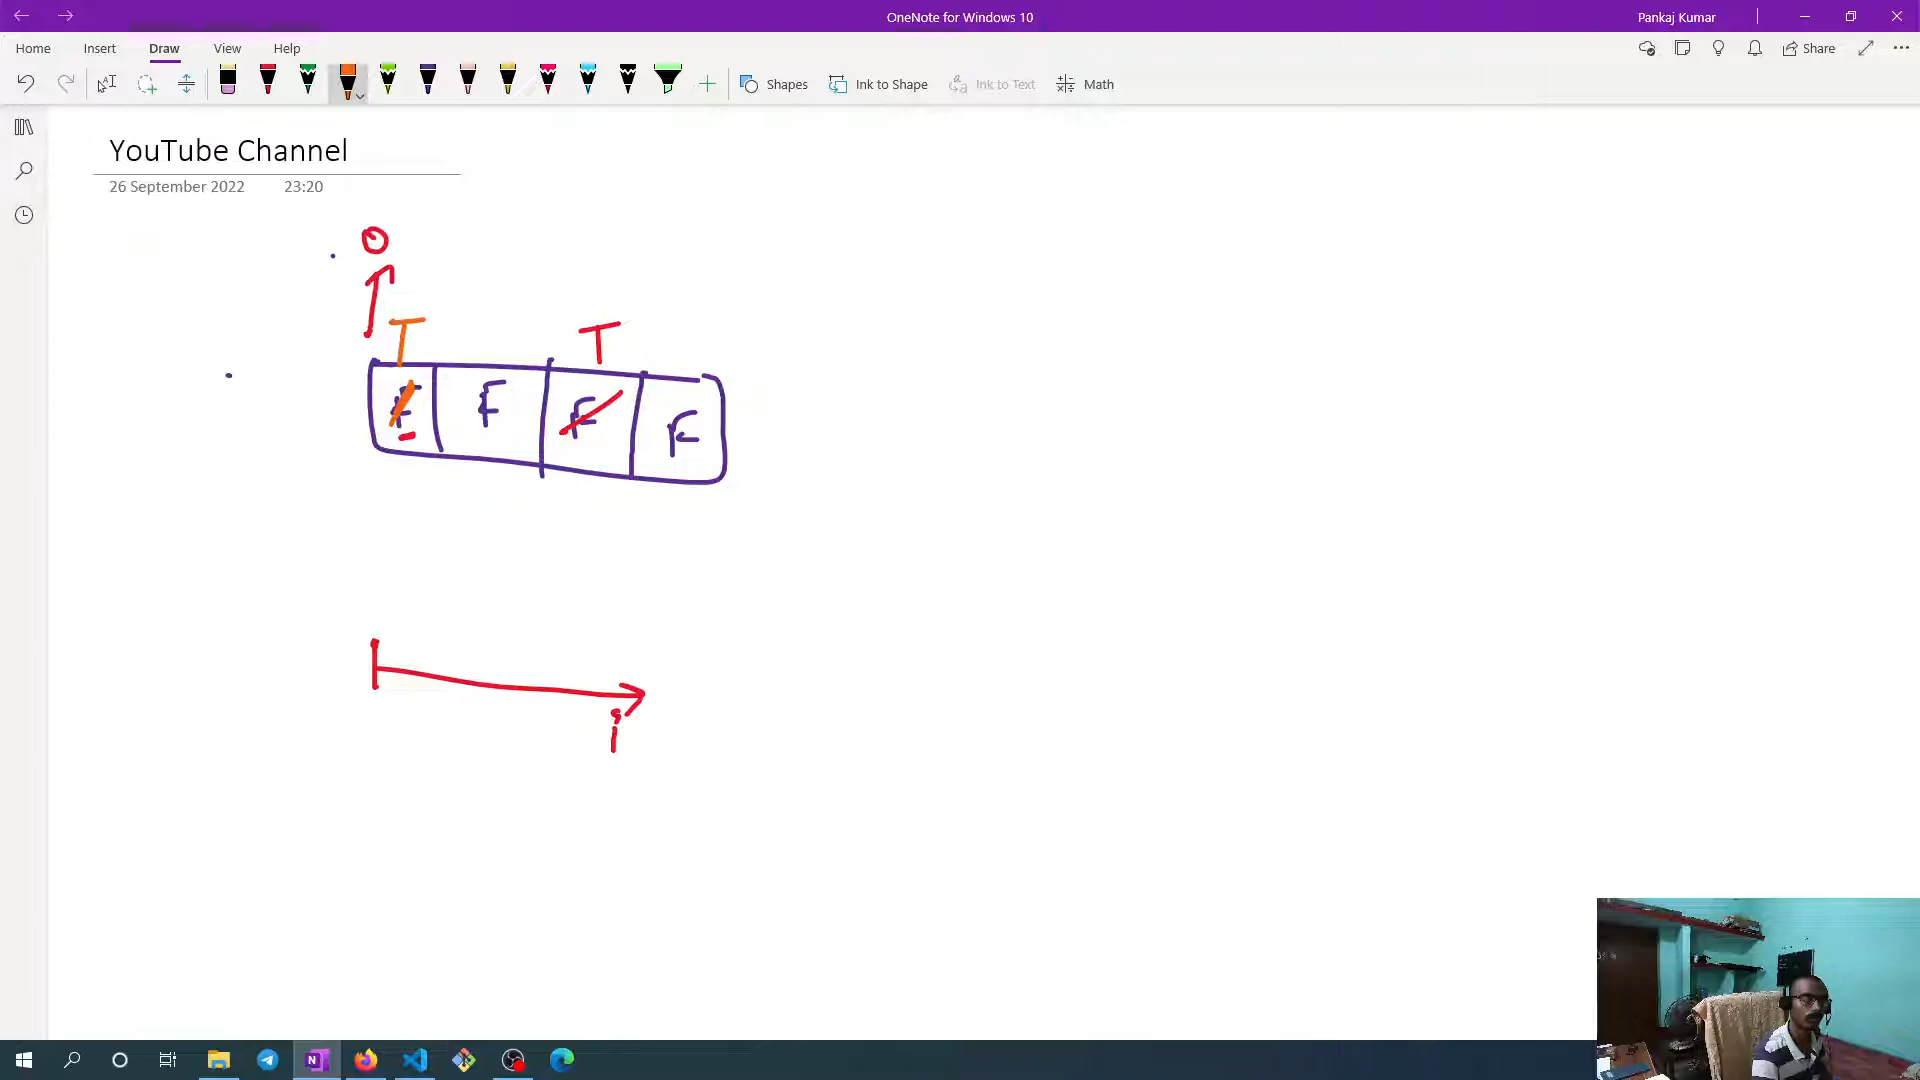 OneNote for Windows 10
Pankaj Kumar
Home Insert Draw View Help
Share
Shapes Ink to Shape Ink to Text Math
YouTube Channel
26 September 2022 23:20
0
T T
F F F F
i